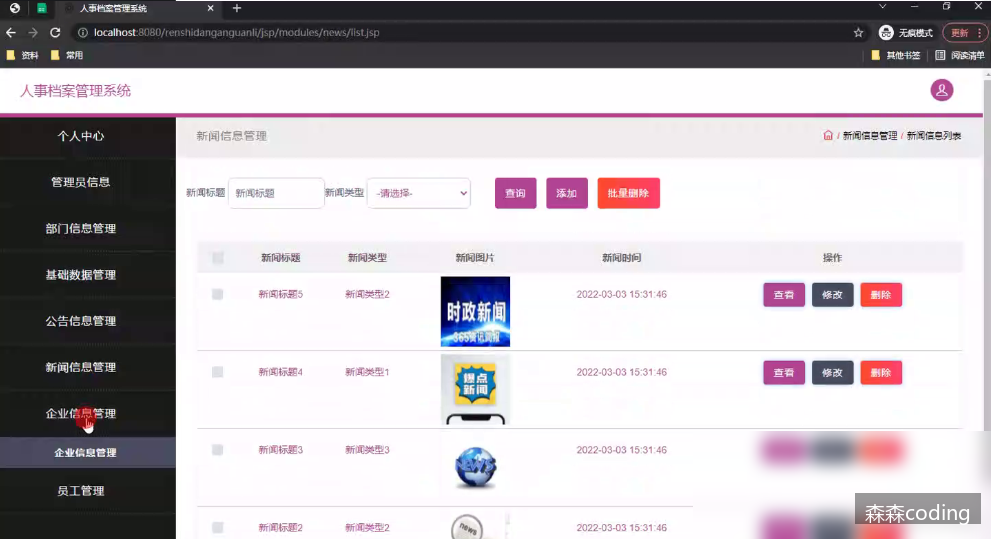 人事档案管理系统
localhost:8080/renshidanganguanli/jsp/modules/news/list.jsp
无痕模式
更新
资料
常用
其他书签
阅读清单
人事档案管理系统
个人中心
管理员信息
部门信息管理
基础数据管理
公告信息管理
新闻信息管理
企业信息管理
企业信息管理
员工管理
新闻信息管理
/ 新闻信息管理 / 新闻信息列表
新闻标题 新闻标题 新闻类型 -请选择- 查询 添加 批量删除
新闻标题 新闻类型 新闻图片 新闻时间 操作
新闻标题5 新闻类型2 2022-03-03 15:31:46 查看 修改 删除
时政新闻
新闻标题4 新闻类型1 2022-03-03 15:31:46 查看 修改 删除
爆点
新闻
新闻标题3 新闻类型3 2022-03-03 15:31:46
NEWS
新闻标题2 新闻类型2 2022-03-03 15:31:46
news
森森coding